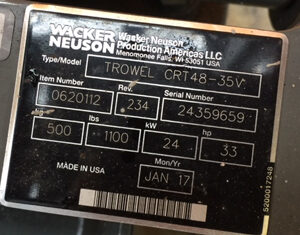 WACKER NEUSON
Wacker Neuson
Production Americas LLC
Menomonee Falls, WI 53051 USA
Type/Model TROWEL CRT48-35V
Item Number Rev. Serial Number
0620112 234 24359659
kg lbs kW hp
500 1100 24 33
Mon/Yr
MADE IN USA JAN 17
5200017248